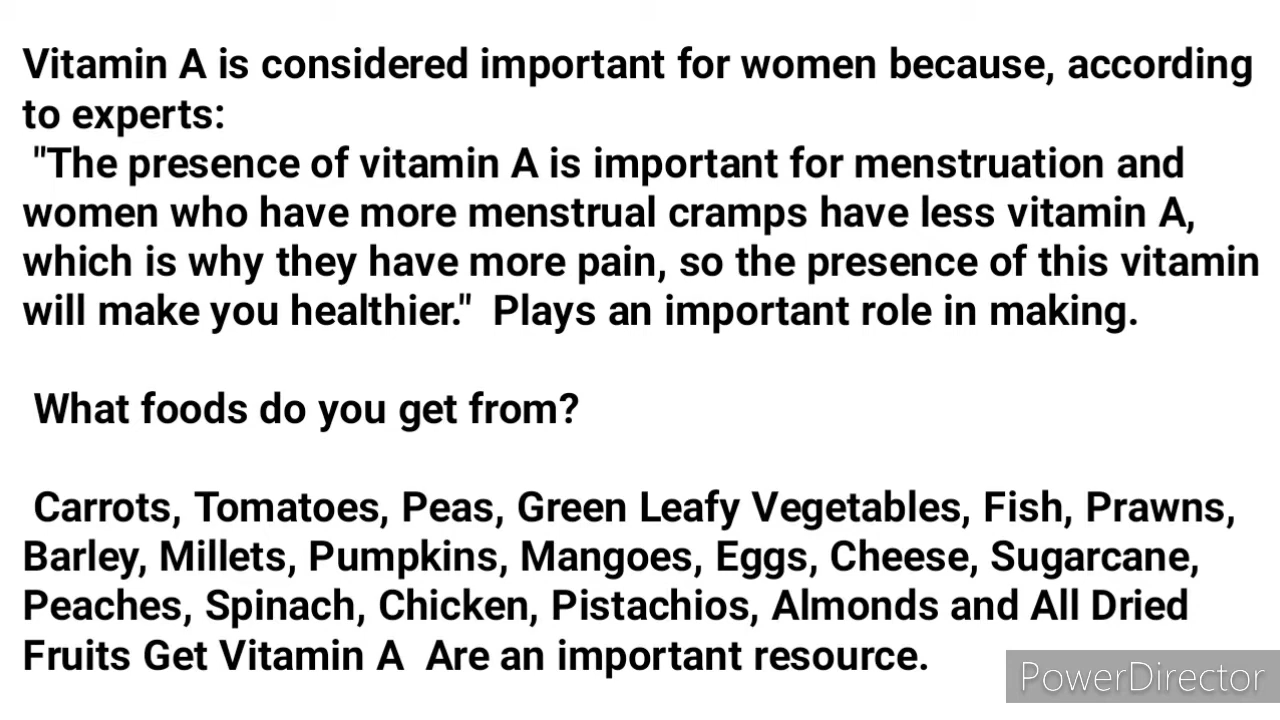 Vitamin A is considered important for women because, according
to experts:
"The presence of vitamin A is important for menstruation and
women who have more menstrual cramps have less vitamin A,
which is why they have more pain, so the presence of this vitamin
will make you healthier."  Plays an important role in making.
What foods do you get from?
Carrots, Tomatoes, Peas, Green Leafy Vegetables, Fish, Prawns,
Barley, Millets, Pumpkins, Mangoes, Eggs, Cheese, Sugarcane,
Peaches, Spinach, Chicken, Pistachios, Almonds and All Dried
Fruits Get Vitamin A  Are an important resource.
PowerDirector